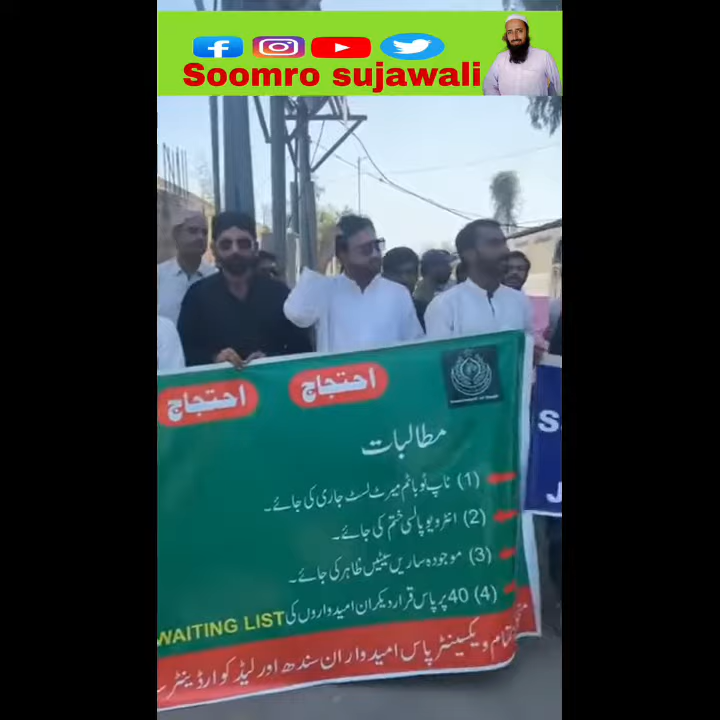 Soomro sujawali
احتجاج احتجاج
مطالبات
(1) ٹاپ ٹو باٹم میرٹ لسٹ جاری کی جائے۔
(2) انٹرویو پالسی ختم کی جائے۔
(3) موجودہ ساریں سیٹیں ظاہر کی جائے۔
(4) 40 پر پاس قرار دیکر ان امیدواروں کی WAITING LIST
تمام ویکسینٹر پاس امیدواران سندھ اور لیڈ کوارڈینٹر
S
J